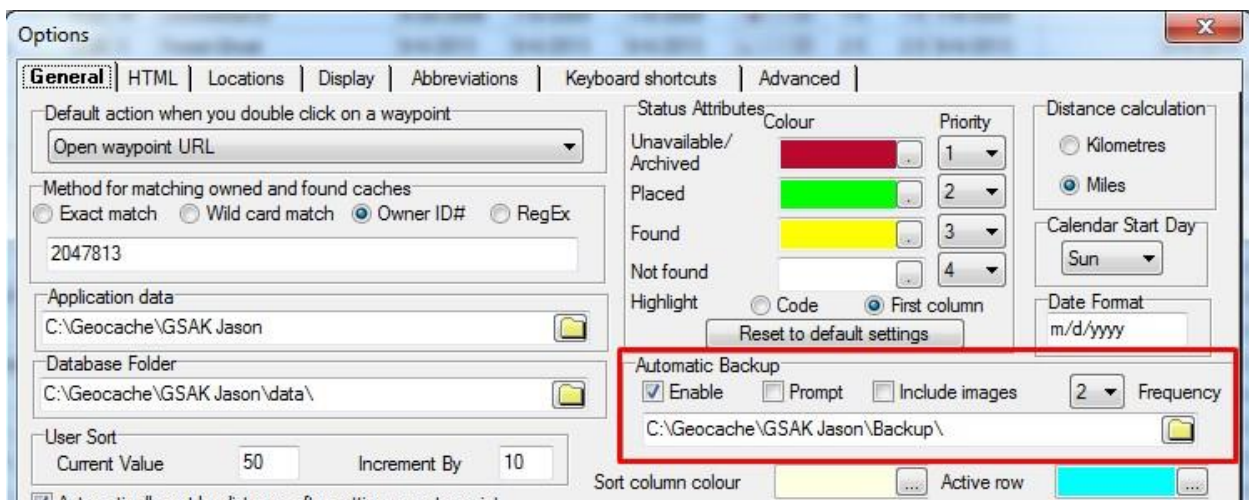 Options
General HTML Locations Display Abbreviations Keyboard shortcuts Advanced
Default action when you double click on a waypoint
Open waypoint URL
Method for matching owned and found caches
Exact match Wild card match Owner ID# RegEx
2047813
Application data
C:\Geocache\GSAK Jason
Database Folder
C:\Geocache\GSAK Jason\data\
User Sort
Current Value 50 Increment By 10
Status Attributes
Colour Priority
Unavailable/
Archived 1
Placed 2
Found 3
Not found 4
Highlight Code First column
Reset to default settings
Distance calculation
Kilometres
Miles
Calendar Start Day
Sun
Date Format
m/d/yyyy
Automatic Backup
Enable Prompt Include images 2 Frequency
C:\Geocache\GSAK Jason\Backup\
Sort column colour ... Active row ...